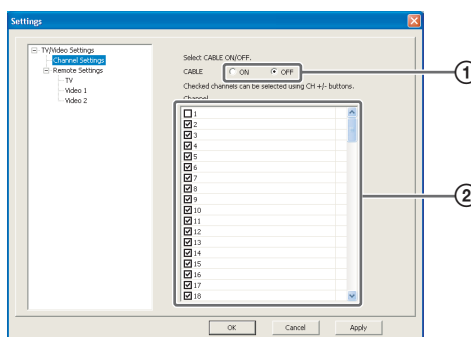 Settings
TV/Video Settings
Channel Settings
Remote Settings
TV
Video 1
Video 2
Select CABLE ON/OFF.
CABLE ON OFF
Checked channels can be selected using CH +/- buttons.
Channel
1
2
3
4
5
6
7
8
9
10
11
12
13
14
15
16
17
18
OK Cancel Apply
1
2